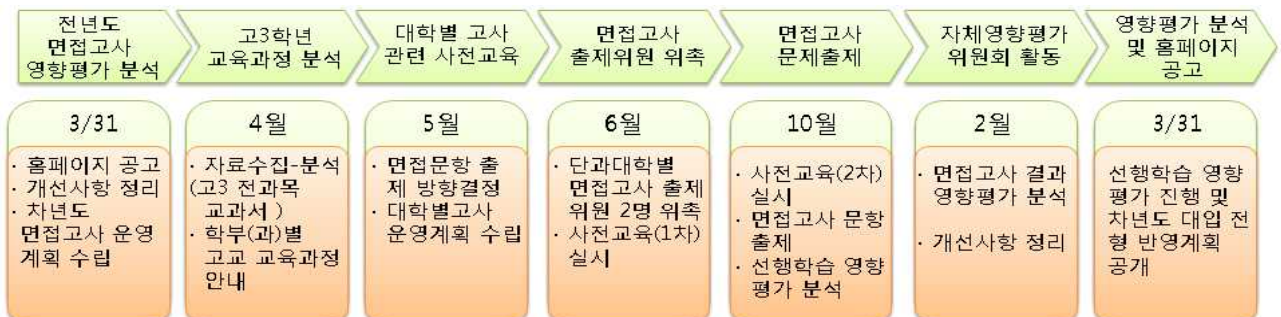 전년도
면접고사
영향평가 분석
고3학년
교육과정 분석
대학별 고사
관련 사전교육
면접고사
출제위원 위촉
면접고사
문제출제
자체영향평가
위원회 활동
영향평가 분석
및 홈페이지
공고
3/31
· 홈페이지 공고
· 개선사항 정리
· 차년도
면접고사 운영
계획 수립
4월
· 자료수집-분석
(고3 전과목
교과서 )
· 학부(과)별
고교 교육과정
안내
5월
· 면접문항 출
제 방향결정
· 대학별고사
운영계획 수립
6월
· 단과대학별
면접고사 출제
위원 2명 위촉
· 사전교육(1차)
실시
10월
· 사전교육(2차)
실시
· 면접고사 문항
출제
· 선행학습 영향
평가 분석
2월
· 면접고사 결과
영향평가 분석
· 개선사항 정리
3/31
선행학습 영향
평가 진행 및
차년도 대입 전
형 반영계획
공개